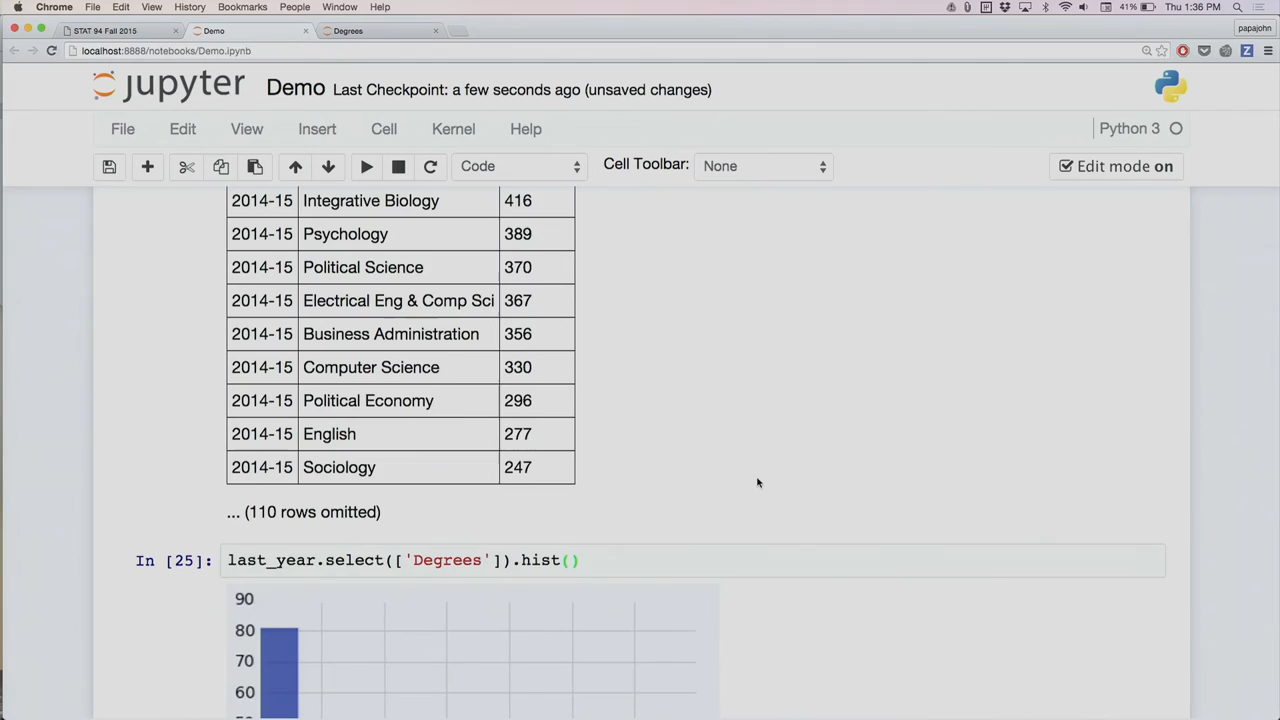 Chrome File Edit View History Bookmarks People Window Help 41% Thu 1:36 PM
STAT 94 Fall 2015 Demo Degrees papajohn
localhost:8888/notebooks/Demo.ipynb
jupyter Demo Last Checkpoint: a few seconds ago (unsaved changes)
File Edit View Insert Cell Kernel Help Python 3
Code Cell Toolbar: None Edit mode on
2014-15 Integrative Biology 416
2014-15 Psychology 389
2014-15 Political Science 370
2014-15 Electrical Eng & Comp Sci 367
2014-15 Business Administration 356
2014-15 Computer Science 330
2014-15 Political Economy 296
2014-15 English 277
2014-15 Sociology 247
... (110 rows omitted)
In [25]: last_year.select(['Degrees']).hist()
90
80
70
60